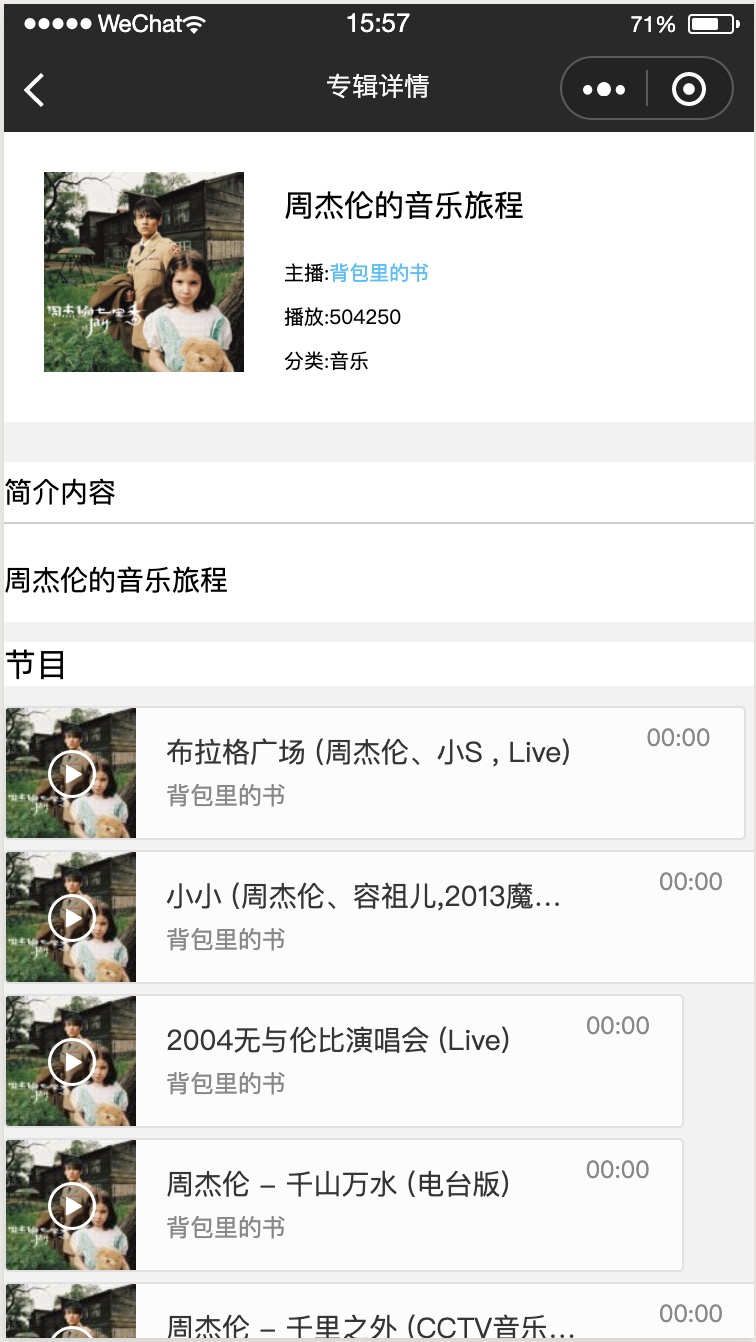 WeChat
15:57
71%
专辑详情
周杰伦的音乐旅程
周杰伦七里香
Jay
主播:背包里的书
播放:504250
分类:音乐
简介内容
周杰伦的音乐旅程
节目
布拉格广场 (周杰伦、小S , Live)
00:00
背包里的书
小小 (周杰伦、容祖儿,2013魔...
00:00
背包里的书
2004无与伦比演唱会 (Live)
00:00
背包里的书
周杰伦 – 千山万水 (电台版)
00:00
背包里的书
周杰伦 – 千里之外 (CCTV音乐...
00:00